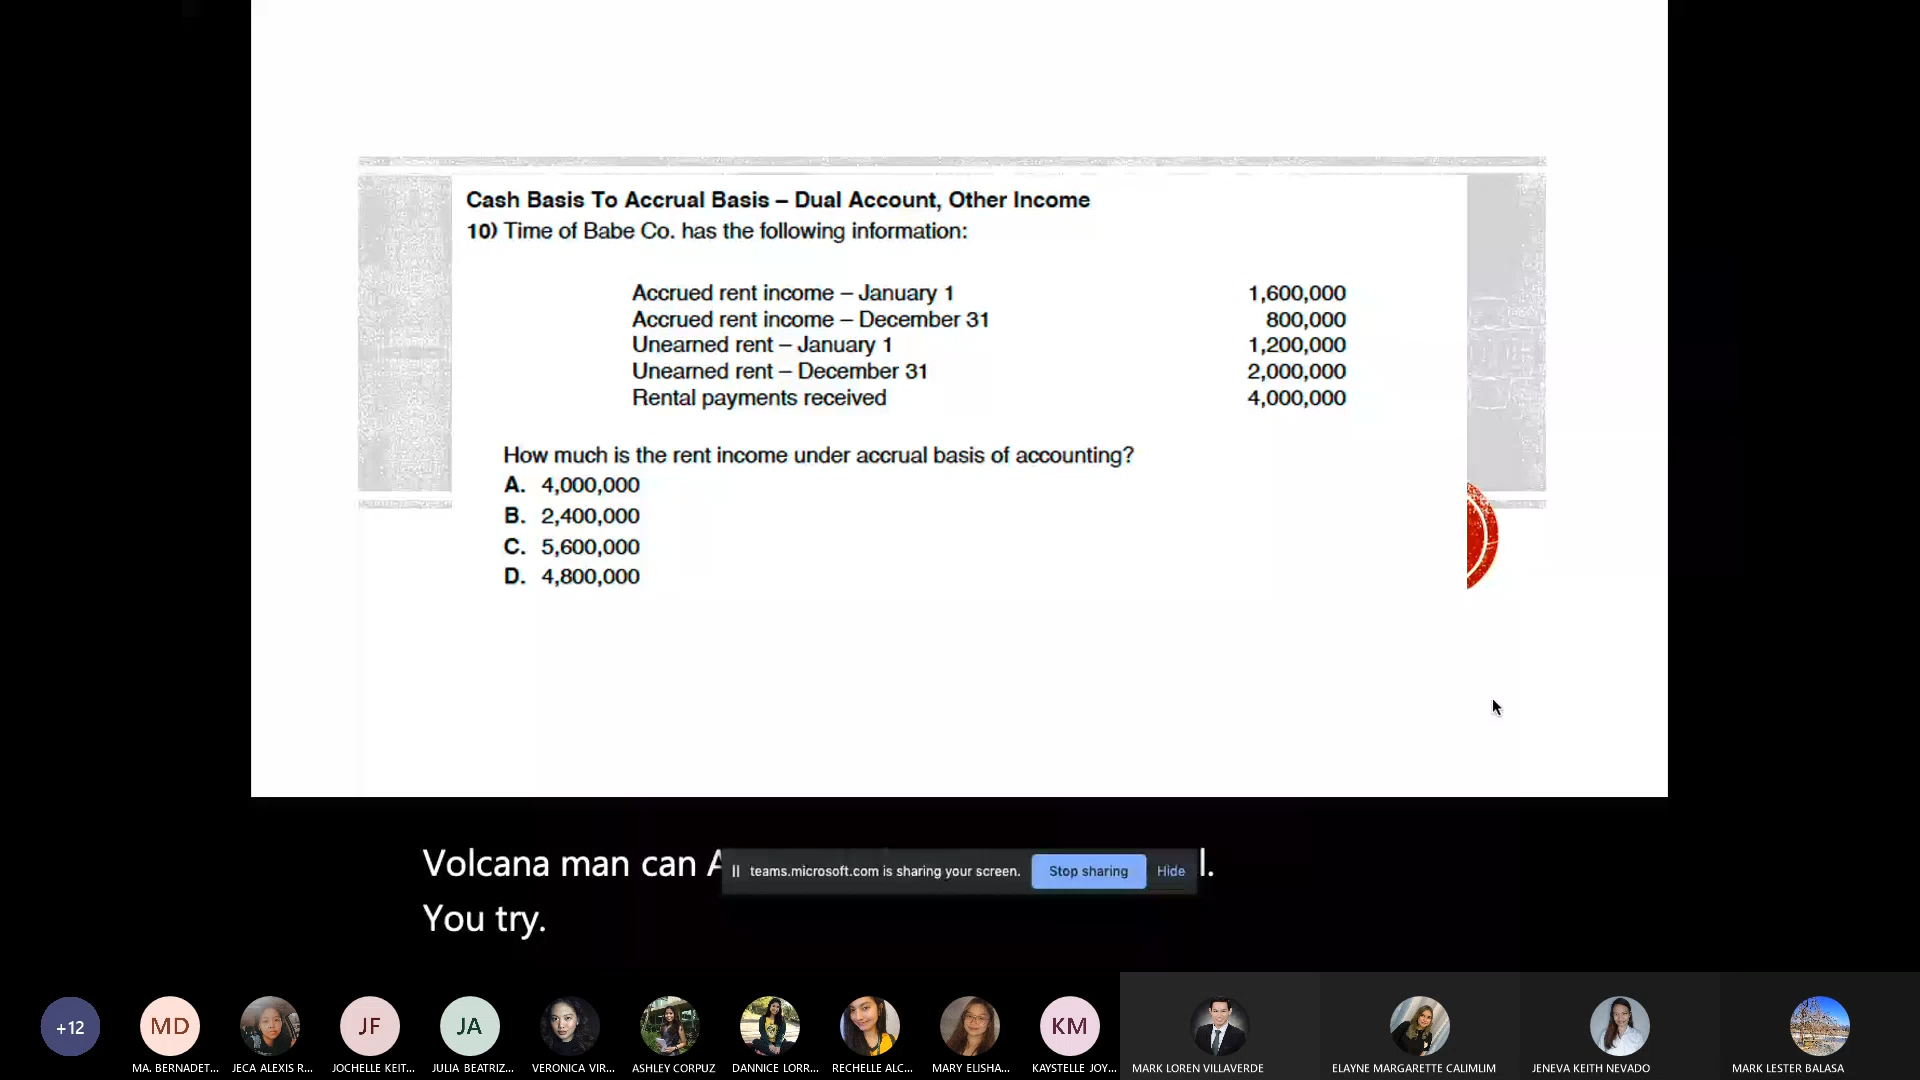 Cash Basis To Accrual Basis – Dual Account, Other Income
10) Time of Babe Co. has the following information:
Accrued rent income – January 1 1,600,000
Accrued rent income – December 31 800,000
Unearned rent – January 1 1,200,000
Unearned rent – December 31 2,000,000
Rental payments received 4,000,000
How much is the rent income under accrual basis of accounting?
A. 4,000,000
B. 2,400,000
C. 5,600,000
D. 4,800,000
Volcana man can
teams.microsoft.com is sharing your screen. Stop sharing Hide
You try.
+12 MD JF JA KM
MA. BERNADET... JECA ALEXIS R... JOCHELLE KEIT... JULIA BEATRIZ... VERONICA VIR... ASHLEY CORPUZ DANNICE LORR... RECHELLE ALC... MARY ELISHA... KAYSTELLE JOY... MARK LOREN VILLAVERDE ELAYNE MARGARETTE CALIMLIM JENEVA KEITH NEVADO MARK LESTER BALASA